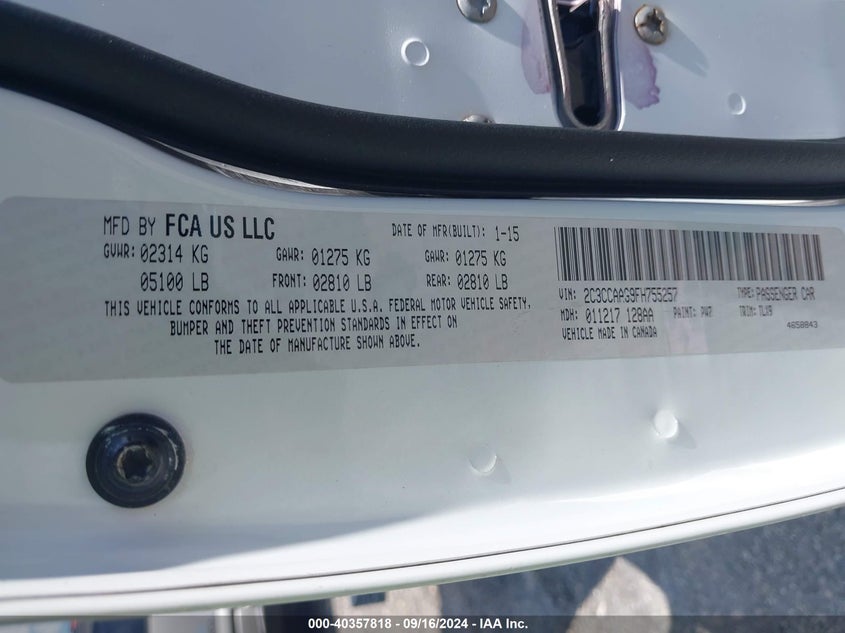 MFD BY FCA US LLC DATE OF MFR(BUILT): 1-15
GVWR: 02314 KG GAWR: 01275 KG GAWR: 01275 KG
05100 LB FRONT: 02810 LB REAR: 02810 LB
THIS VEHICLE CONFORMS TO ALL APPLICABLE U.S.A. FEDERAL MOTOR VEHICLE SAFETY,
BUMPER AND THEFT PREVENTION STANDARDS IN EFFECT ON
THE DATE OF MANUFACTURE SHOWN ABOVE.
VIN: 2C3CCAAG9FH755257 TYPE: PASSENGER CAR
MDH: 011217 128AA PAINT: PW7 TRIM: TLX9
VEHICLE MADE IN CANADA 4650843
000-40357818 - 09/16/2024 - IAA Inc.